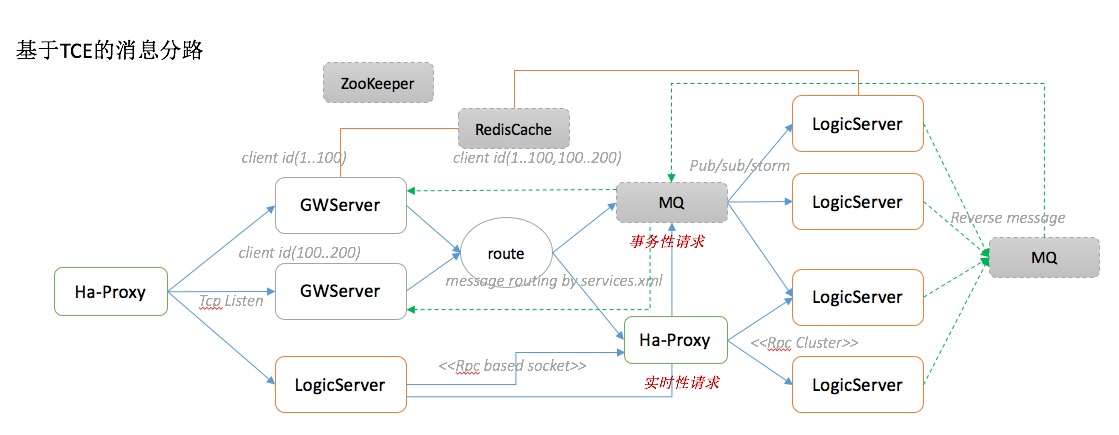 基于TCE的消息分路
ZooKeeper
RedisCache
client id(1..100)
client id(1..100,100..200)
LogicServer
Pub/sub/storm
GWServer
MQ
LogicServer
Reverse message
事务性请求
client id(100..200)
route
MQ
message routing by services.xml
Ha-Proxy
Tcp Listen
GWServer
LogicServer
Ha-Proxy
<<Rpc Cluster>>
<<Rpc based socket>>
LogicServer
实时性请求
LogicServer